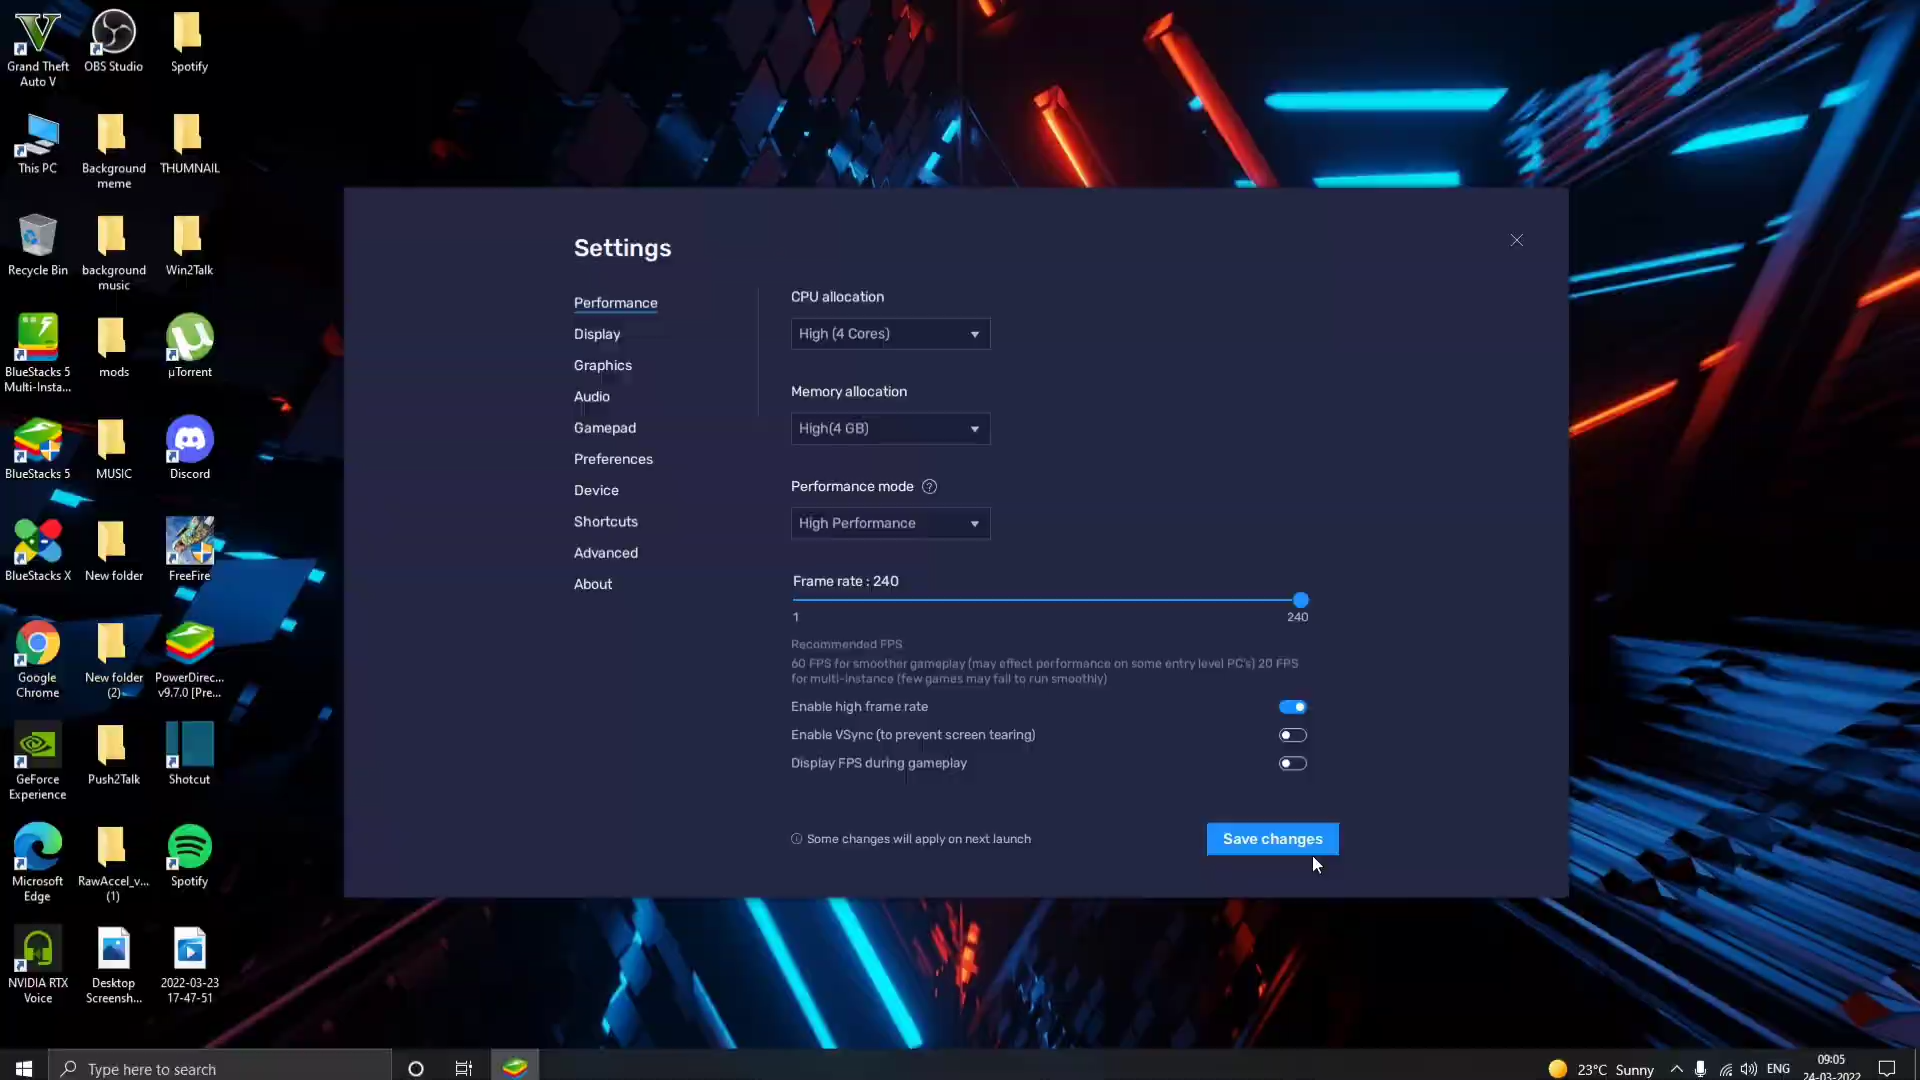 Grand Theft
Auto V
OBS Studio
Spotify
This PC
Background
meme
THUMNAIL
Recycle Bin
background
music
Win2Talk
BlueStacks 5
Multi-Insta...
mods
µTorrent
BlueStacks 5
MUSIC
Discord
BlueStacks X
New folder
FreeFire
Google
Chrome
New folder
(2)
PowerDirec...
v9.7.0 [Pre...
GeForce
Experience
Push2Talk
Shotcut
Microsoft
Edge
RawAccel_v...
(1)
Spotify
NVIDIA RTX
Voice
Desktop
Screensh...
2022-03-23
17-47-51
Settings
Performance
Display
Graphics
Audio
Gamepad
Preferences
Device
Shortcuts
Advanced
About
CPU allocation
High (4 Cores)
Memory allocation
High(4 GB)
Performance mode ?
High Performance
Frame rate : 240
1
240
Recommended FPS
60 FPS for smoother gameplay (may effect performance on some entry level PC's) 20 FPS
for multi-instance (few games may fail to run smoothly)
Enable high frame rate
Enable VSync (to prevent screen tearing)
Display FPS during gameplay
Some changes will apply on next launch
Save changes
Type here to search
23°C Sunny
ENG
09:05
24-03-2022